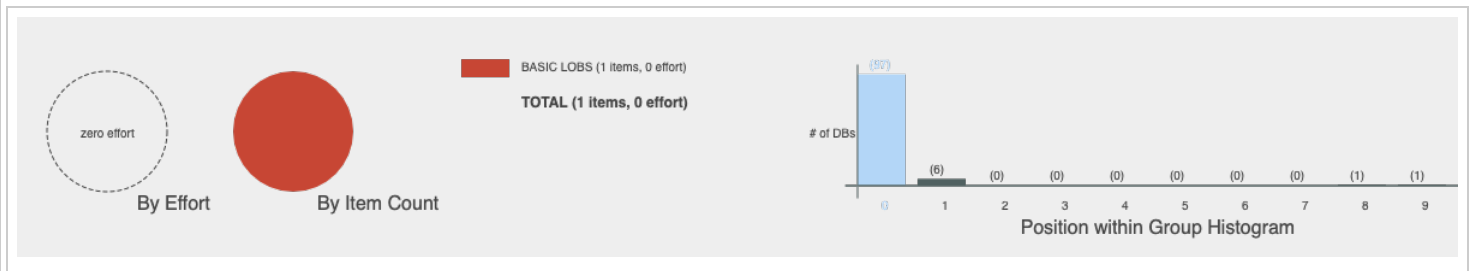 zero effort
By Effort
By Item Count
BASIC LOBS (1 items, 0 effort)
TOTAL (1 items, 0 effort)
# of DBs
(97) (6) (0) (0) (0) (0) (0) (0) (1) (1)
0 1 2 3 4 5 6 7 8 9
Position within Group Histogram